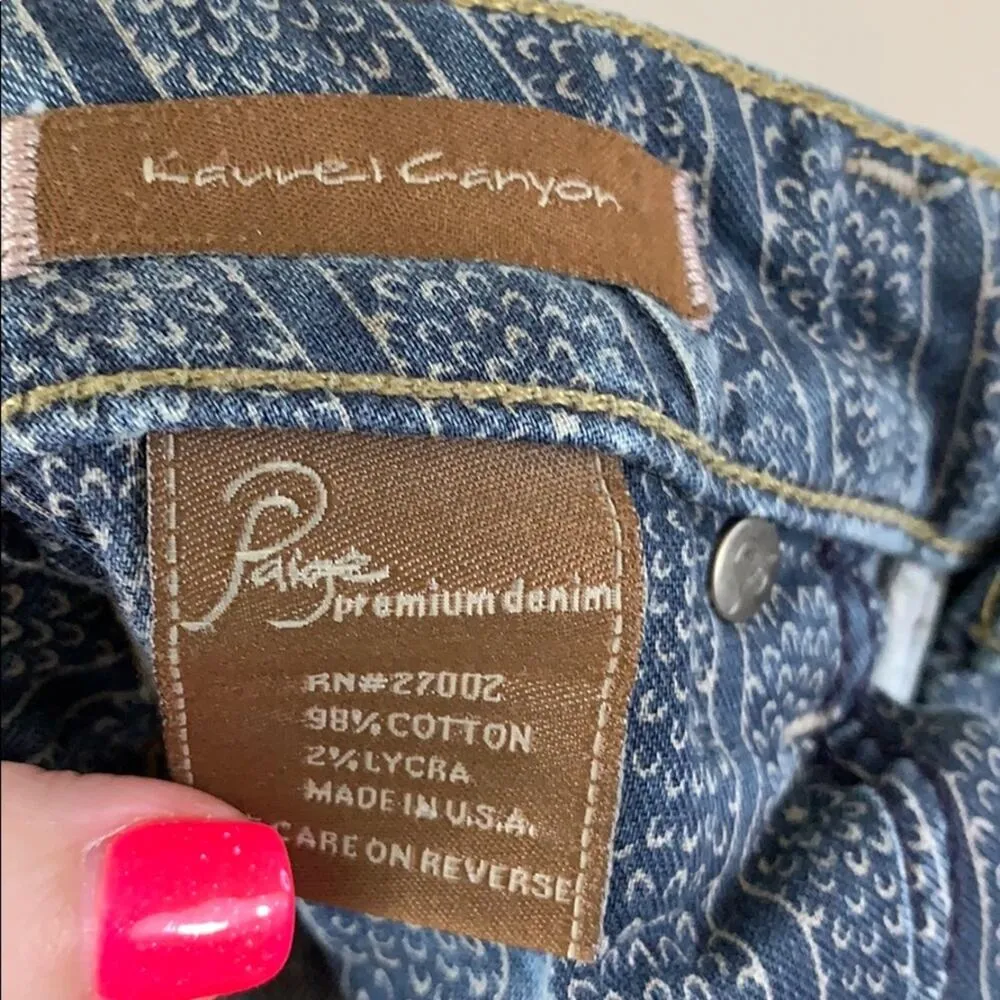 Laurel Canyon
Paige
premium denim
RN#27002
98% COTTON
2% LYCRA
MADE IN U.S.A.
CARE ON REVERSE